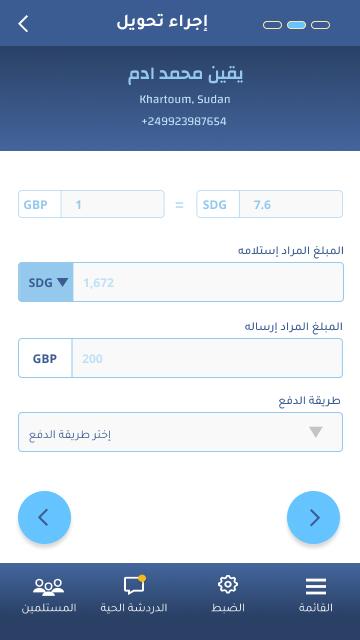 إجراء تحويل
يقين محمد ادم
Khartoum, Sudan
+249923987654
GBP 1 = SDG 7.6
المبلغ المراد إستلامه
SDG 1,672
المبلغ المراد إرساله
GBP 200
طريقة الدفع
إختر طريقة الدفع
القائمة الضبط الدردشة الحية المستلمين